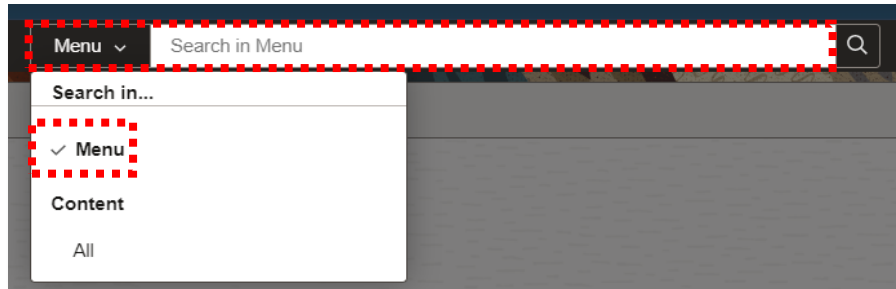 Menu Search in Menu
Search in...
Menu
Content
All